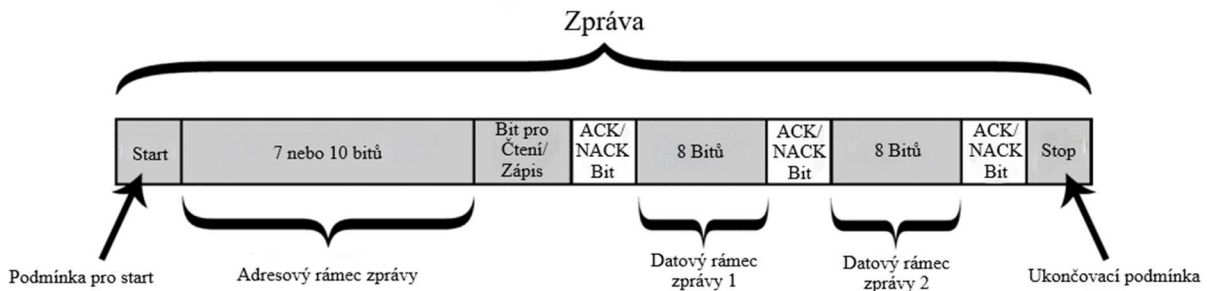 Zpráva
Start
7 nebo 10 bitů
Bit pro
Čtení/
Zápis
ACK/
NACK
Bit
8 Bitů
ACK/
NACK
Bit
8 Bitů
ACK/
NACK
Bit
Stop
Podmínka pro start
Adresový rámec zprávy
Datový rámec
zprávy 1
Datový rámec
zprávy 2
Ukončovací podmínka